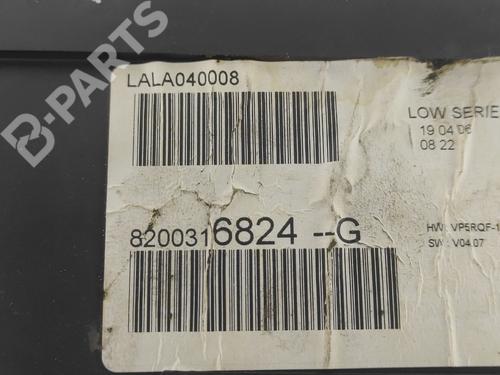 B-PARTS
LALA040008
LOW SERIE
19 04 06
08 22
8200316824 --G
HW: VP5RQF-1
SW: V04.07